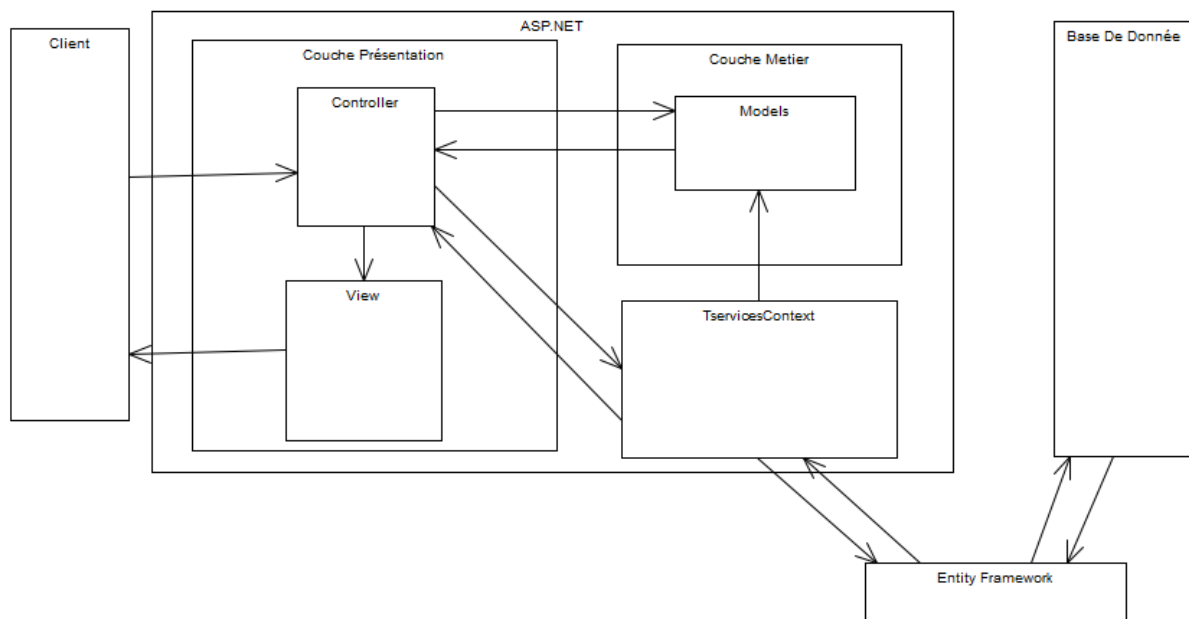 ASP.NET
Client
Base De Donnée
Couche Présentation
Couche Metier
Controller
Models
View
TservicesContext
Entity Framework